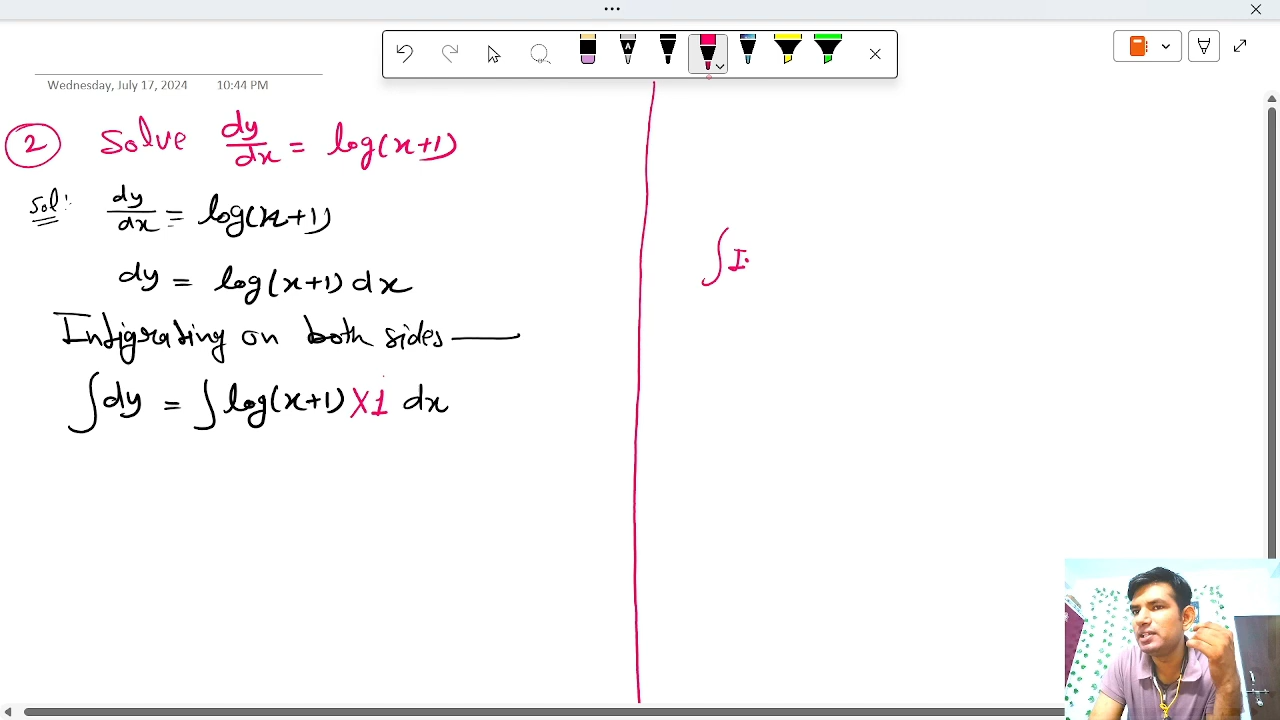 Wednesday, July 17, 2024 10:44 PM
2 Solve dy/dx = log(x+1)
Sol: dy/dx = log(x+1)
dy = log(x+1) dx
Intigrating on both sides
∫dy = ∫log(x+1) ×1 dx
∫I.